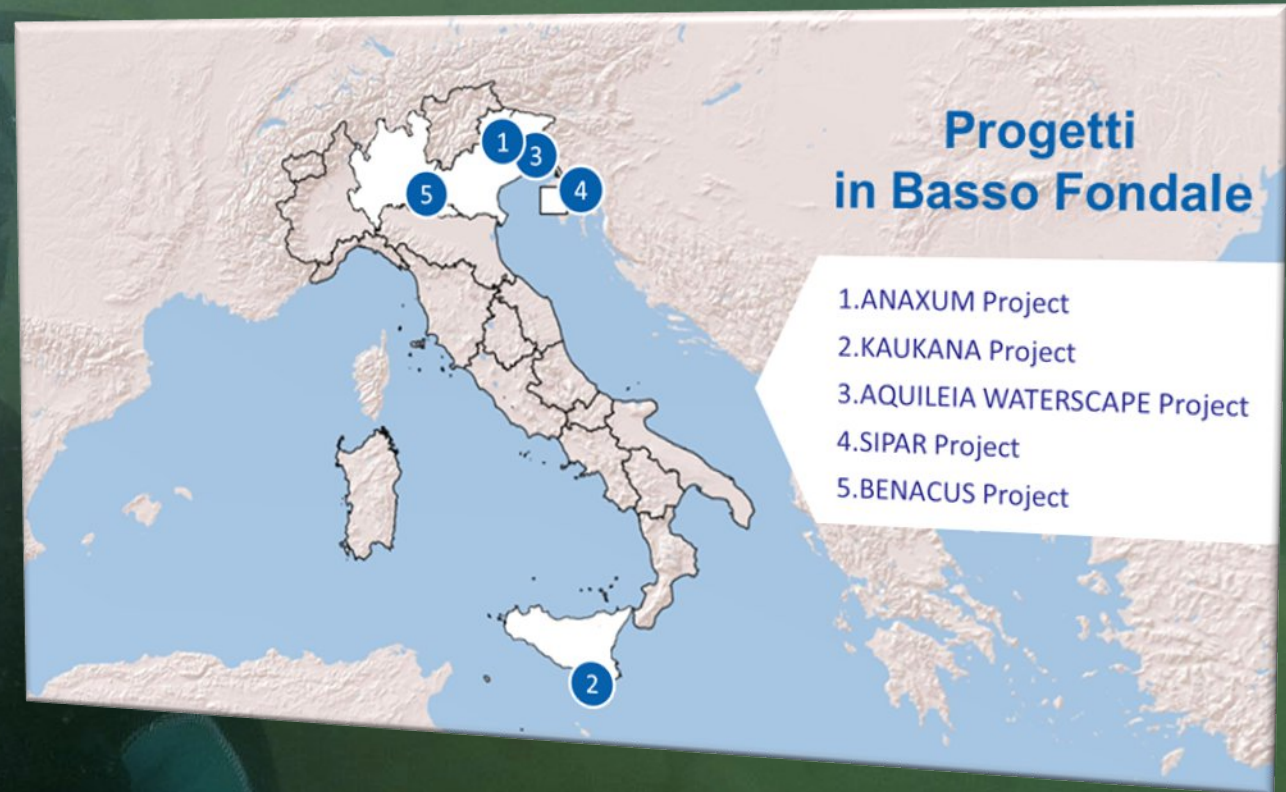 Progetti
in Basso Fondale
1.ANAXUM Project
2.KAUKANA Project
3.AQUILEIA WATERSCAPE Project
4.SIPAR Project
5.BENACUS Project
1
3
4
5
2